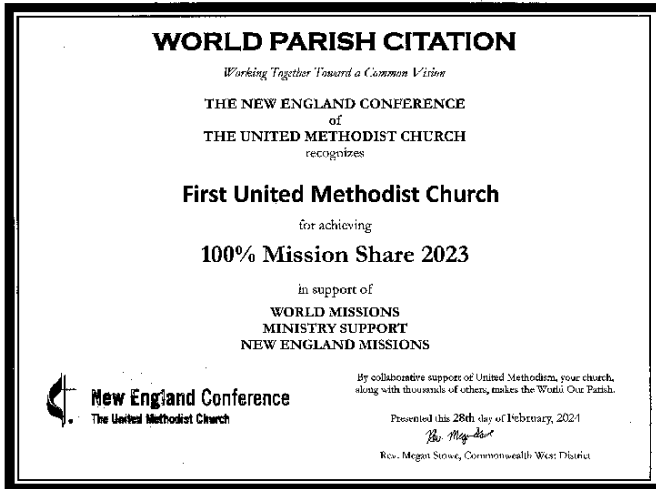 WORLD PARISH CITATION
Working Together Toward a Common Vision
THE NEW ENGLAND CONFERENCE
of
THE UNITED METHODIST CHURCH
recognizes
First United Methodist Church
for achieving
100% Mission Share 2023
in support of
WORLD MISSIONS
MINISTRY SUPPORT
NEW ENGLAND MISSIONS
New England Conference
The United Methodist Church
By collaborative support of United Methodism, your church,
along with thousands of others, makes the World Our Parish.
Presented this 28th day of February, 2024
Rev. Megan Stowe, Commonwealth West District